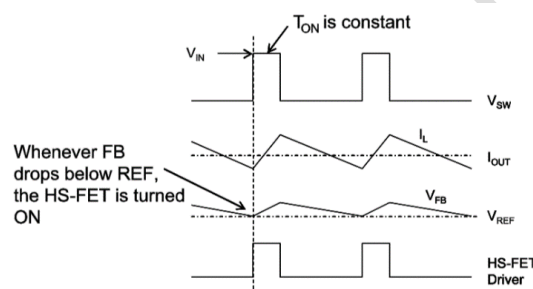 T_ON is constant
V_IN
V_SW
I_L
I_OUT
Whenever FB
drops below REF,
the HS-FET is turned
ON
V_FB
V_REF
HS-FET
Driver